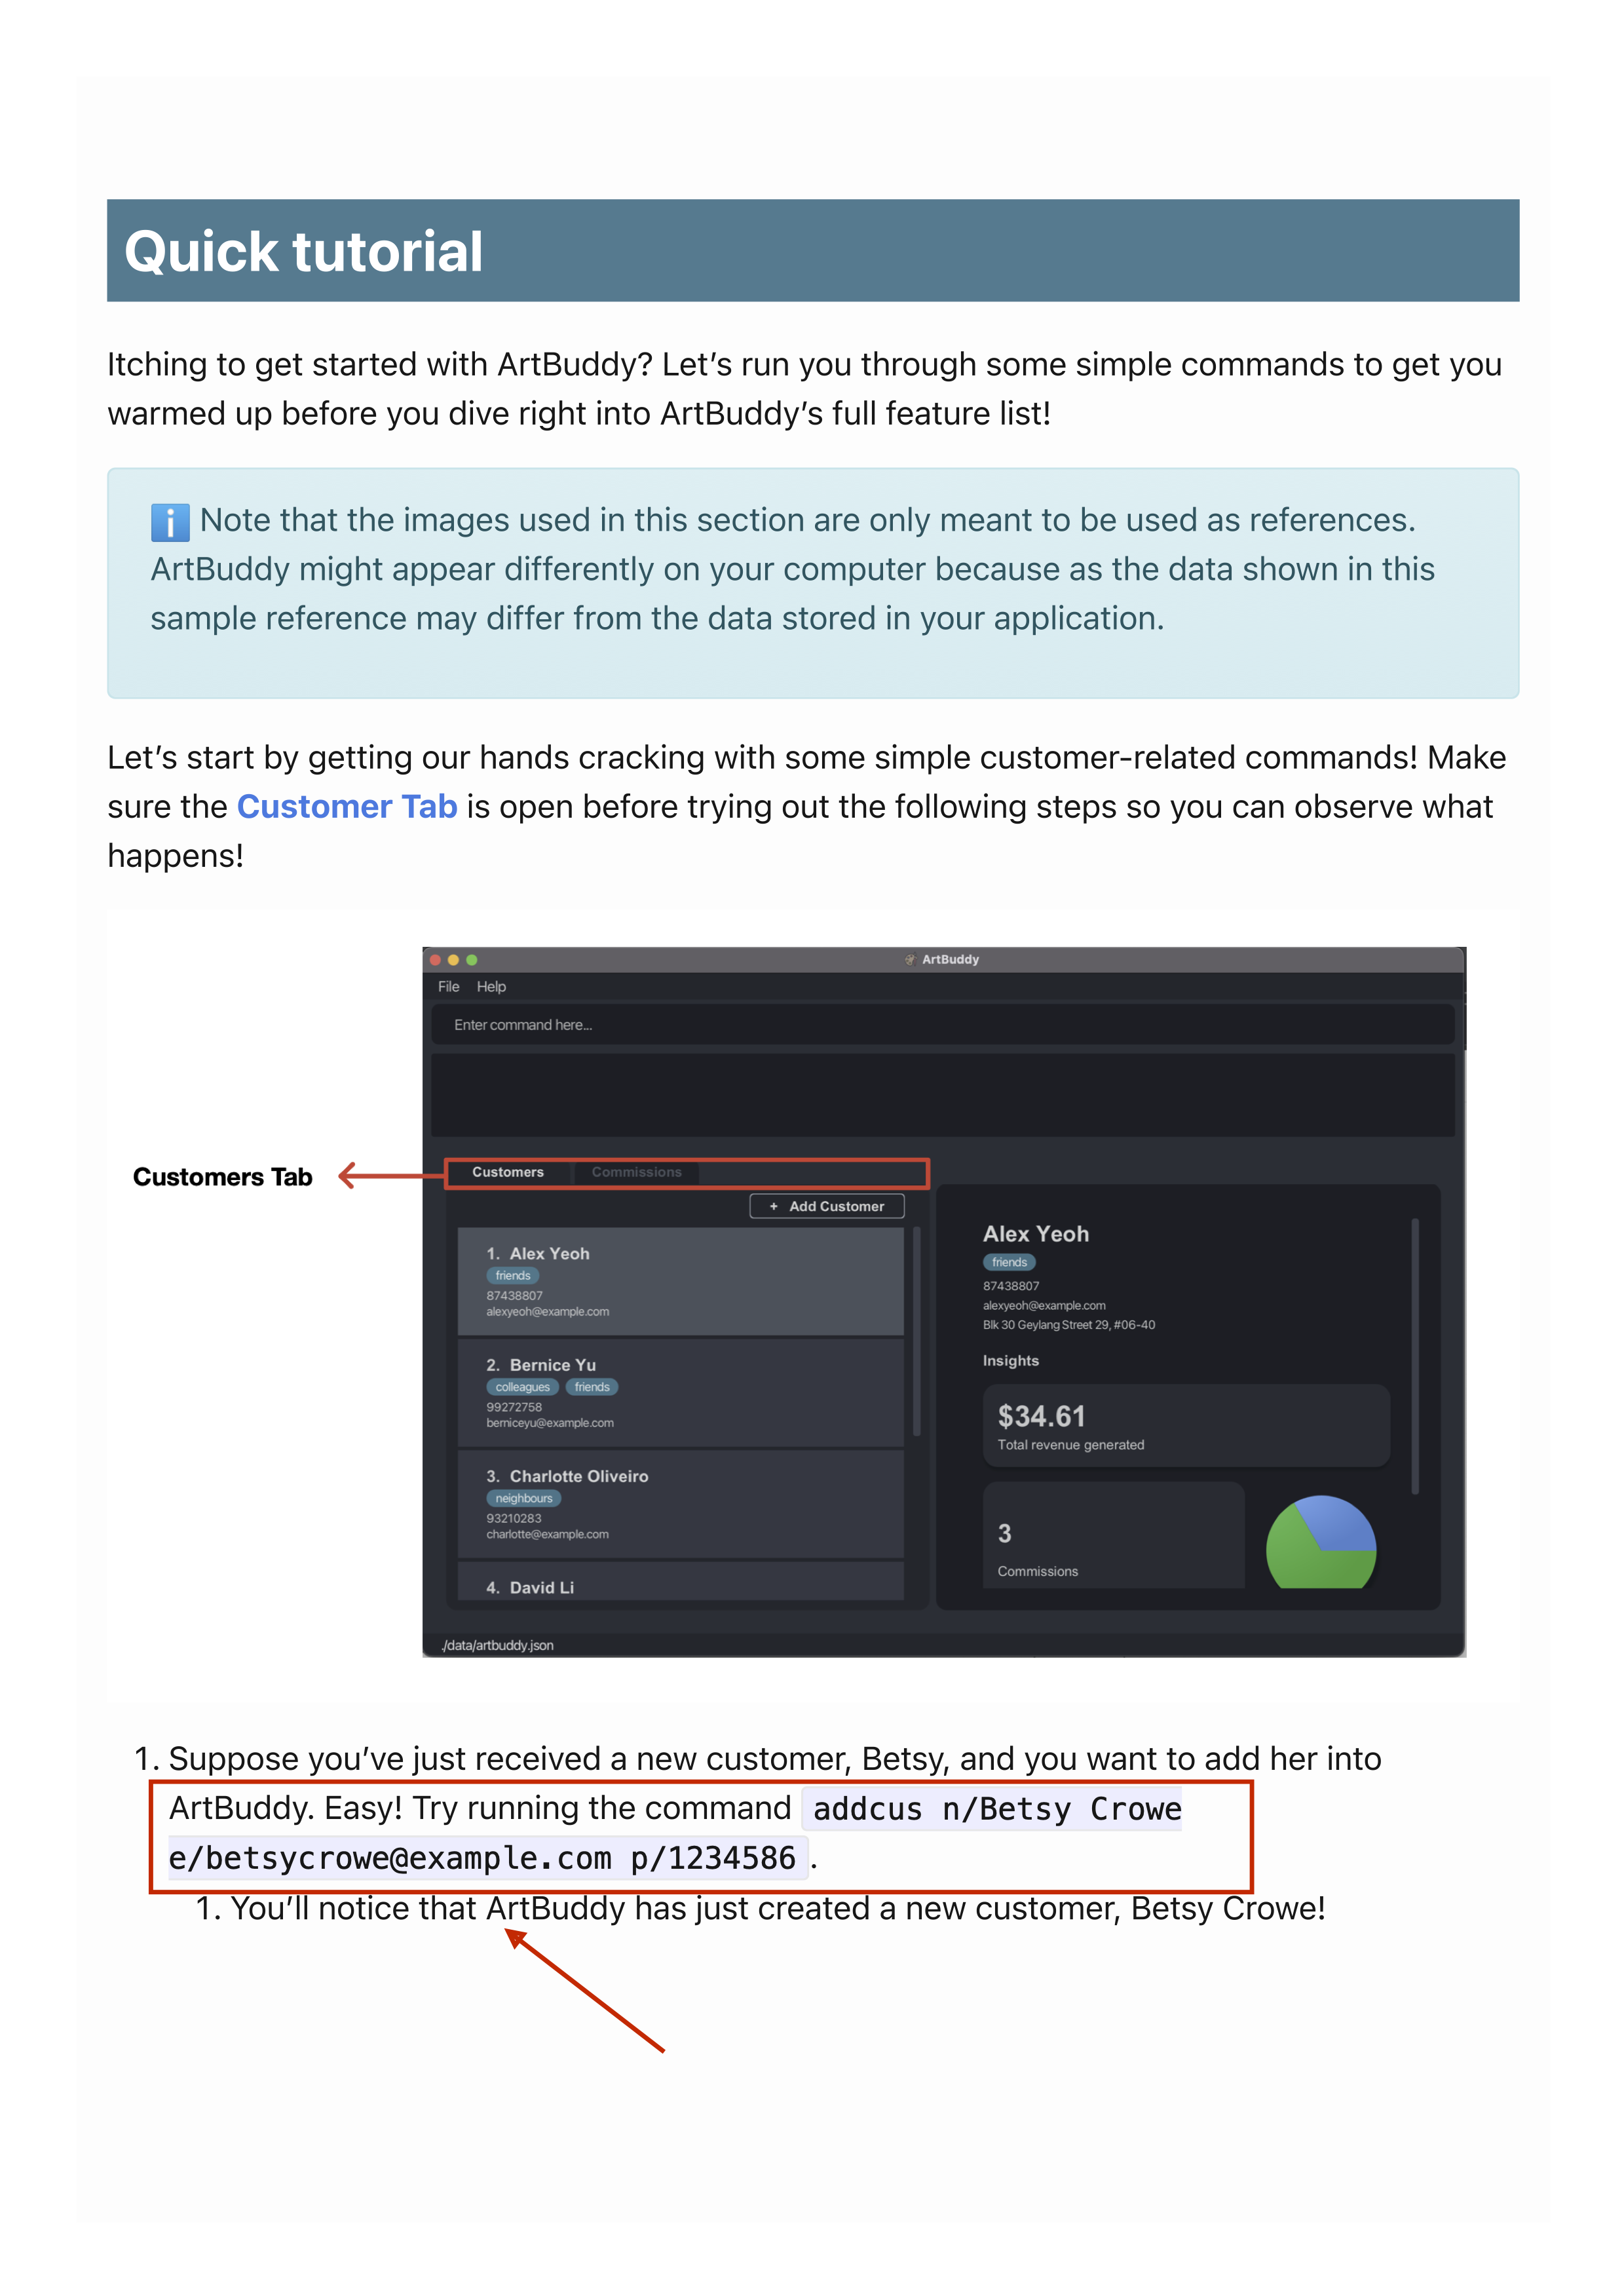 Quick tutorial
Itching to get started with ArtBuddy? Let’s run you through some simple commands to get you
warmed up before you dive right into ArtBuddy’s full feature list!
Note that the images used in this section are only meant to be used as references.
ArtBuddy might appear differently on your computer because as the data shown in this
sample reference may differ from the data stored in your application.
Let’s start by getting our hands cracking with some simple customer-related commands! Make
sure the Customer Tab is open before trying out the following steps so you can observe what
happens!
ArtBuddy
File Help
Enter command here...
Customers Tab
Customers Commissions
+ Add Customer
1. Alex Yeoh
friends
87438807
alexyeoh@example.com
2. Bernice Yu
colleagues friends
99272758
berniceyu@example.com
3. Charlotte Oliveiro
neighbours
93210283
charlotte@example.com
4. David Li
Alex Yeoh
friends
87438807
alexyeoh@example.com
Blk 30 Geylang Street 29, #06-40
Insights
$34.61
Total revenue generated
3
Commissions
./data/artbuddy.json
1. Suppose you’ve just received a new customer, Betsy, and you want to add her into
ArtBuddy. Easy! Try running the command addcus n/Betsy Crowe
e/betsycrowe@example.com p/1234586 .
1. You’ll notice that ArtBuddy has just created a new customer, Betsy Crowe!